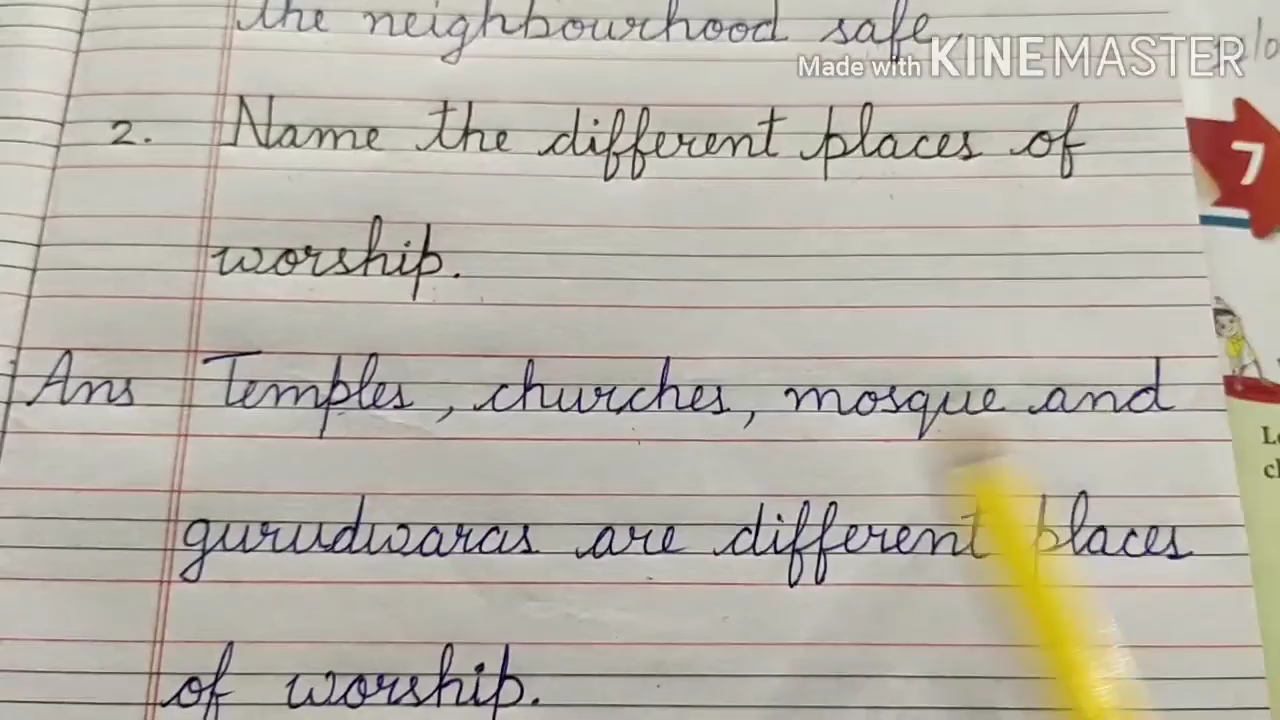 the neighbourhood safe.
Made with KINEMASTER
2. Name the different places of
worship.
Ans Temples, churches, mosque and
gurudwaras are different places
of worship.
7